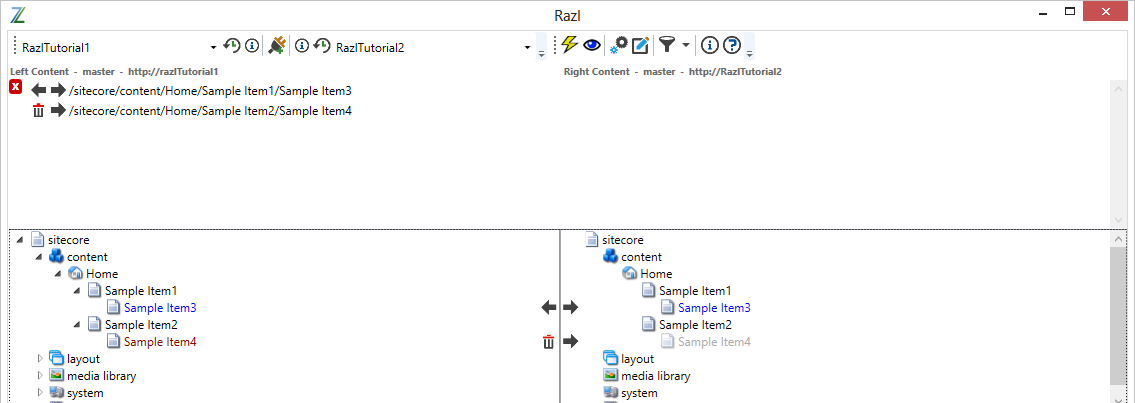 Razl
RazlTutorial1 RazlTutorial2
Left Content - master - http://razlTutorial1 Right Content - master - http://RazlTutorial2
/sitecore/content/Home/Sample Item1/Sample Item3
/sitecore/content/Home/Sample Item2/Sample Item4
sitecore sitecore
content content
Home Home
Sample Item1 Sample Item1
Sample Item3 Sample Item3
Sample Item2 Sample Item2
Sample Item4 Sample Item4
layout layout
media library media library
system system